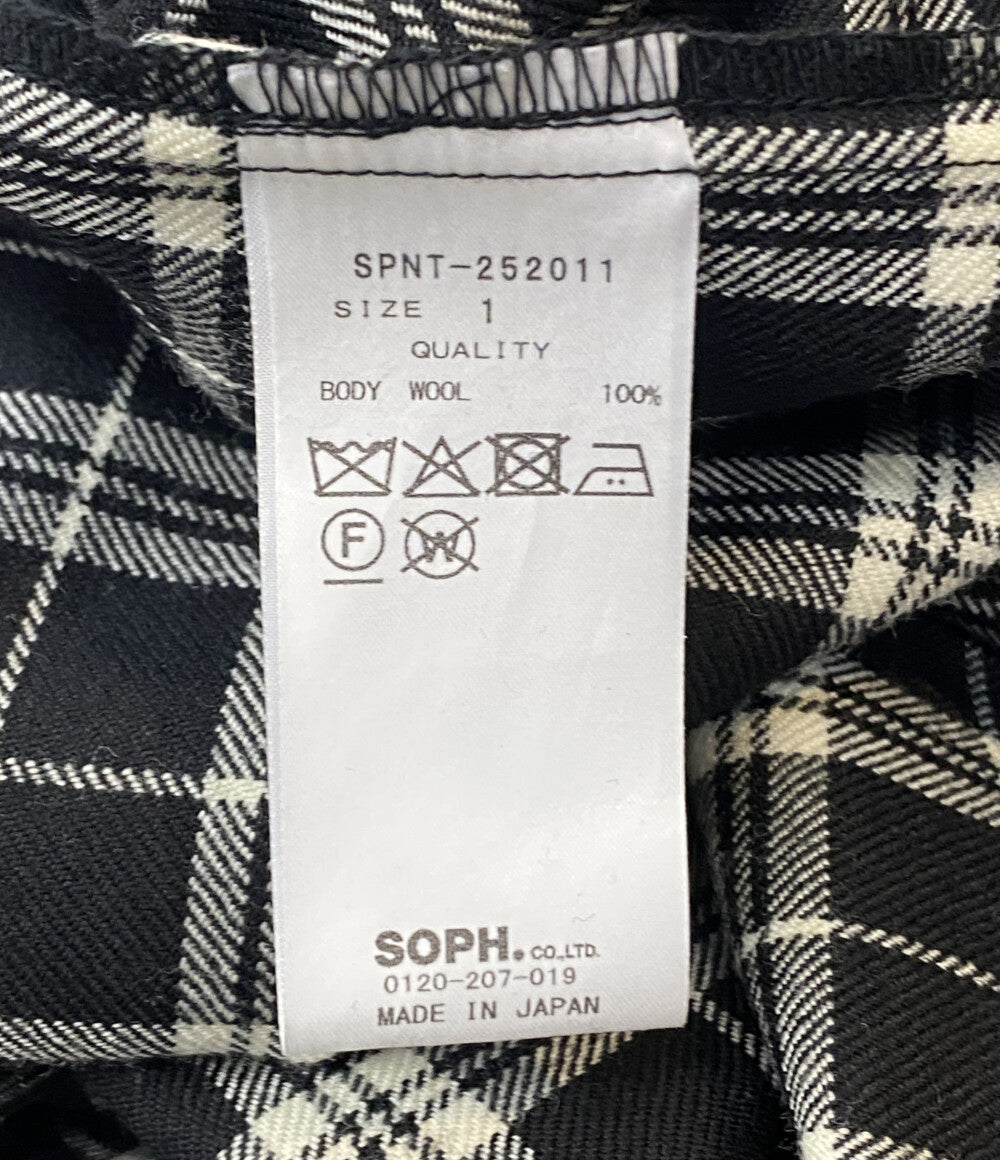 SPNT-252011
SIZE 1
QUALITY
BODY WOOL 100%
F W
SOPH. CO.,LTD.
0120-207-019
MADE IN JAPAN